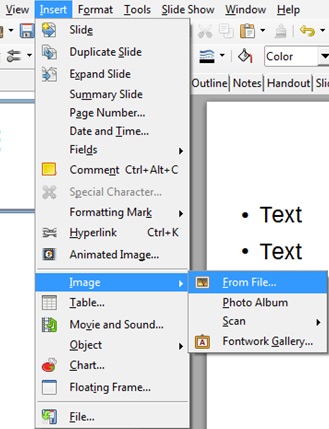 View Insert Format Tools Slide Show Window Help
Slide
Duplicate Slide
Expand Slide
Summary Slide
Page Number...
Date and Time...
Fields
Comment Ctrl+Alt+C
Special Character...
Formatting Mark
Hyperlink Ctrl+K
Animated Image...
Image
Table...
Movie and Sound...
Object
Chart...
Floating Frame...
File...
Color
Outline Notes Handout Sli
• Text
• Text
From File...
Photo Album
Scan
Fontwork Gallery...